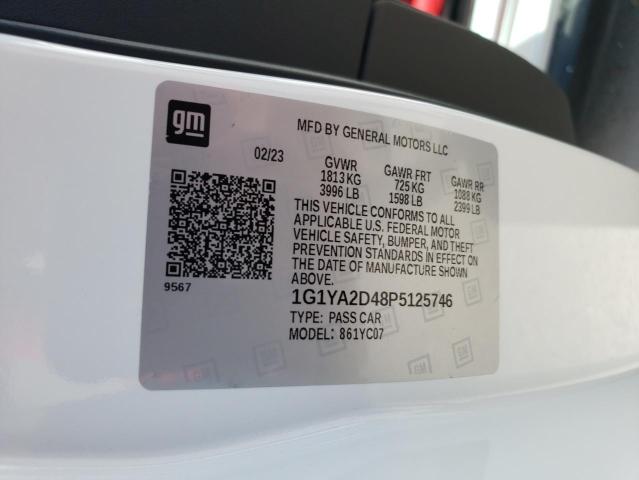 gm
MFD BY GENERAL MOTORS LLC
02/23 GVWR GAWR FRT GAWR RR
1813 KG 725 KG 1088 KG
3996 LB 1598 LB 2399 LB
THIS VEHICLE CONFORMS TO ALL
APPLICABLE U.S. FEDERAL MOTOR
VEHICLE SAFETY, BUMPER, AND THEFT
PREVENTION STANDARDS IN EFFECT ON
THE DATE OF MANUFACTURE SHOWN
ABOVE.
9567
1G1YA2D48P5125746
TYPE: PASS CAR
MODEL: 861YC07